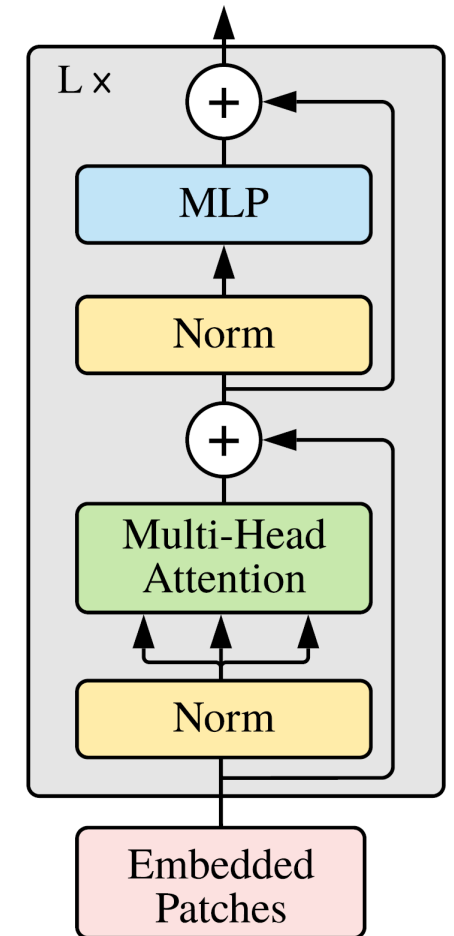 L ×
+
MLP
Norm
+
Multi-Head
Attention
Norm
Embedded
Patches